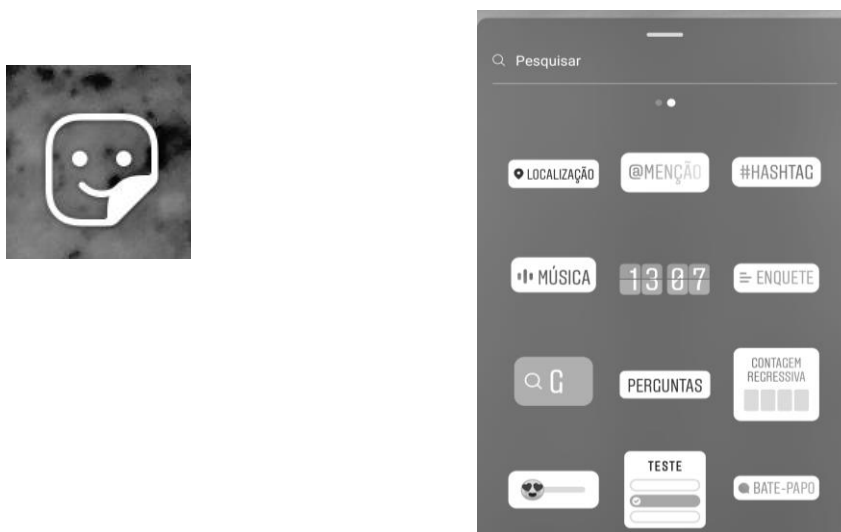 Pesquisar
LOCALIZAÇÃO
@MENÇÃO
#HASHTAG
MÚSICA
13 07
ENQUETE
G
PERGUNTAS
CONTAGEM
REGRESSIVA
TESTE
BATE-PAPO